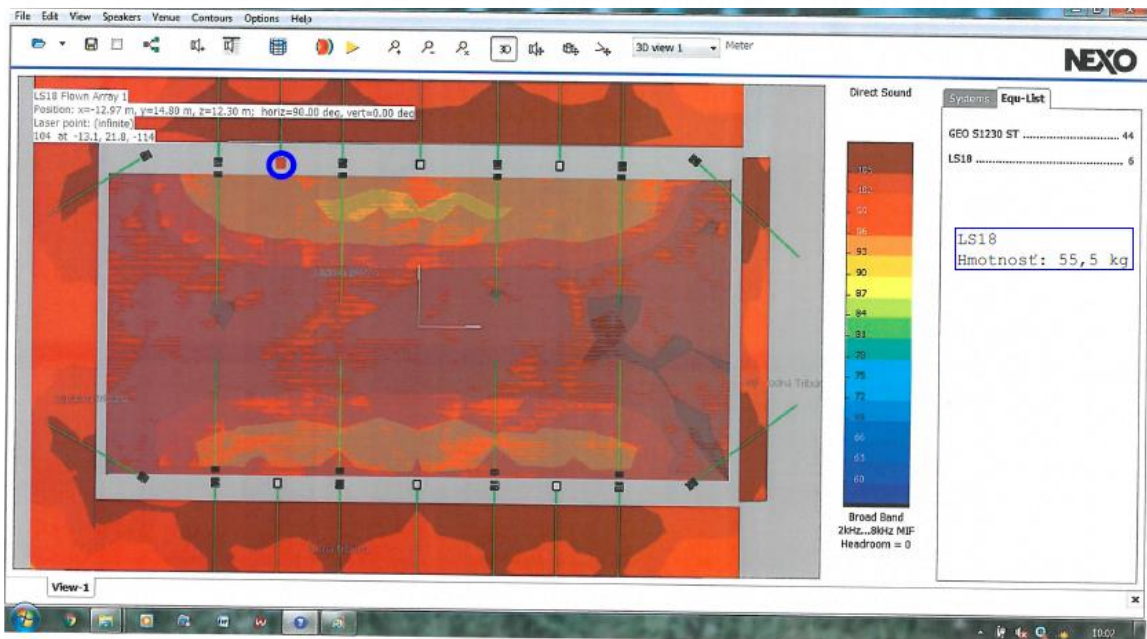 File Edit View Speakers Venue Contours Options Help
3D
3D view 1
Meter
NEXO
LS18 Flown Array 1
Position: x=-12.97 m, y=14.80 m, z=12.30 m; horiz=90.00 deg, vert=0.00 deg
Laser point: (infinite)
104 at -13.1, 21.8, -114
Direct Sound
105
102
99
96
93
90
87
84
81
78
75
72
69
66
63
60
Broad Band
2kHz...8kHz MIF
Headroom = 0
Systems Equ-List
GEO S1230 ST 44
LS18 6
LS18
Hmotnosť: 55,5 kg
View-1
10:02